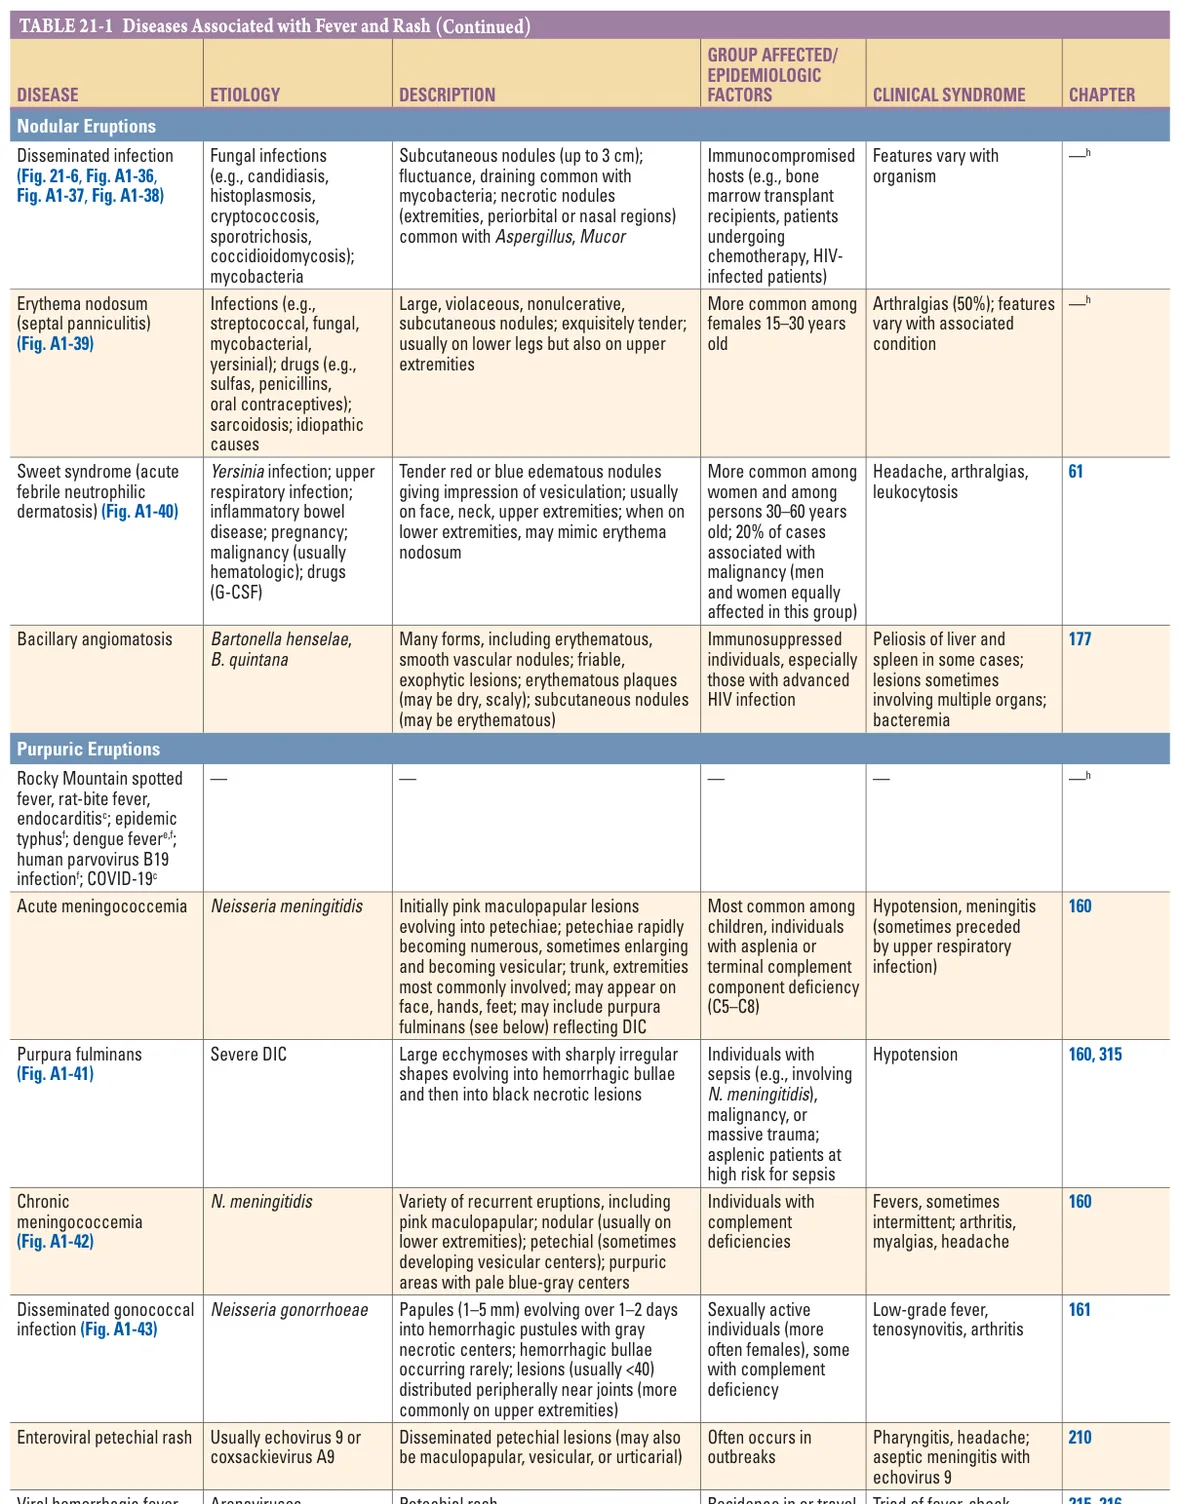 TABLE 21-1 Diseases Associated with Fever and Rash (Continued)
DISEASE
ETIOLOGY
DESCRIPTION
GROUP AFFECTED/
EPIDEMIOLOGIC
FACTORS
CLINICAL SYNDROME
CHAPTER
Nodular Eruptions
Disseminated infection
(Fig. 21-6, Fig. A1-36,
Fig. A1-37, Fig. A1-38)
Fungal infections
(e.g., candidiasis,
histoplasmosis,
cryptococcosis,
sporotrichosis,
coccidioidomycosis);
mycobacteria
Subcutaneous nodules (up to 3 cm);
fluctuance, draining common with
mycobacteria; necrotic nodules
(extremities, periorbital or nasal regions)
common with Aspergillus, Mucor
Immunocompromised
hosts (e.g., bone
marrow transplant
recipients, patients
undergoing
chemotherapy, HIV-
infected patients)
Features vary with
organism
—h
Erythema nodosum
(septal panniculitis)
(Fig. A1-39)
Infections (e.g.,
streptococcal, fungal,
mycobacterial,
yersinial); drugs (e.g.,
sulfas, penicillins,
oral contraceptives);
sarcoidosis; idiopathic
causes
Large, violaceous, nonulcerative,
subcutaneous nodules; exquisitely tender;
usually on lower legs but also on upper
extremities
More common among
females 15–30 years
old
Arthralgias (50%); features
vary with associated
condition
—h
Sweet syndrome (acute
febrile neutrophilic
dermatosis) (Fig. A1-40)
Yersinia infection; upper
respiratory infection;
inflammatory bowel
disease; pregnancy;
malignancy (usually
hematologic); drugs
(G-CSF)
Tender red or blue edematous nodules
giving impression of vesiculation; usually
on face, neck, upper extremities; when on
lower extremities, may mimic erythema
nodosum
More common among
women and among
persons 30–60 years
old; 20% of cases
associated with
malignancy (men
and women equally
affected in this group)
Headache, arthralgias,
leukocytosis
61
Bacillary angiomatosis
Bartonella henselae,
B. quintana
Many forms, including erythematous,
smooth vascular nodules; friable,
exophytic lesions; erythematous plaques
(may be dry, scaly); subcutaneous nodules
(may be erythematous)
Immunosuppressed
individuals, especially
those with advanced
HIV infection
Peliosis of liver and
spleen in some cases;
lesions sometimes
involving multiple organs;
bacteremia
177
Purpuric Eruptions
Rocky Mountain spotted
fever, rat-bite fever,
endocarditisc; epidemic
typhusf; dengue fevere,f;
human parvovirus B19
infectionf; COVID-19c
—
—
—
—
—h
Acute meningococcemia
Neisseria meningitidis
Initially pink maculopapular lesions
evolving into petechiae; petechiae rapidly
becoming numerous, sometimes enlarging
and becoming vesicular; trunk, extremities
most commonly involved; may appear on
face, hands, feet; may include purpura
fulminans (see below) reflecting DIC
Most common among
children, individuals
with asplenia or
terminal complement
component deficiency
(C5–C8)
Hypotension, meningitis
(sometimes preceded
by upper respiratory
infection)
160
Purpura fulminans
(Fig. A1-41)
Severe DIC
Large ecchymoses with sharply irregular
shapes evolving into hemorrhagic bullae
and then into black necrotic lesions
Individuals with
sepsis (e.g., involving
N. meningitidis),
malignancy, or
massive trauma;
asplenic patients at
high risk for sepsis
Hypotension
160, 315
Chronic
meningococcemia
(Fig. A1-42)
N. meningitidis
Variety of recurrent eruptions, including
pink maculopapular; nodular (usually on
lower extremities); petechial (sometimes
developing vesicular centers); purpuric
areas with pale blue-gray centers
Individuals with
complement
deficiencies
Fevers, sometimes
intermittent; arthritis,
myalgias, headache
160
Disseminated gonococcal
infection (Fig. A1-43)
Neisseria gonorrhoeae
Papules (1–5 mm) evolving over 1–2 days
into hemorrhagic pustules with gray
necrotic centers; hemorrhagic bullae
occurring rarely; lesions (usually <40)
distributed peripherally near joints (more
commonly on upper extremities)
Sexually active
individuals (more
often females), some
with complement
deficiency
Low-grade fever,
tenosynovitis, arthritis
161
Enteroviral petechial rash
Usually echovirus 9 or
coxsackievirus A9
Disseminated petechial lesions (may also
be maculopapular, vesicular, or urticarial)
Often occurs in
outbreaks
Pharyngitis, headache;
aseptic meningitis with
echovirus 9
210
Viral hemorrhagic fever
Arenaviruses
Petechial rash
Residence in or travel
Triad of fever, shock
215, 216